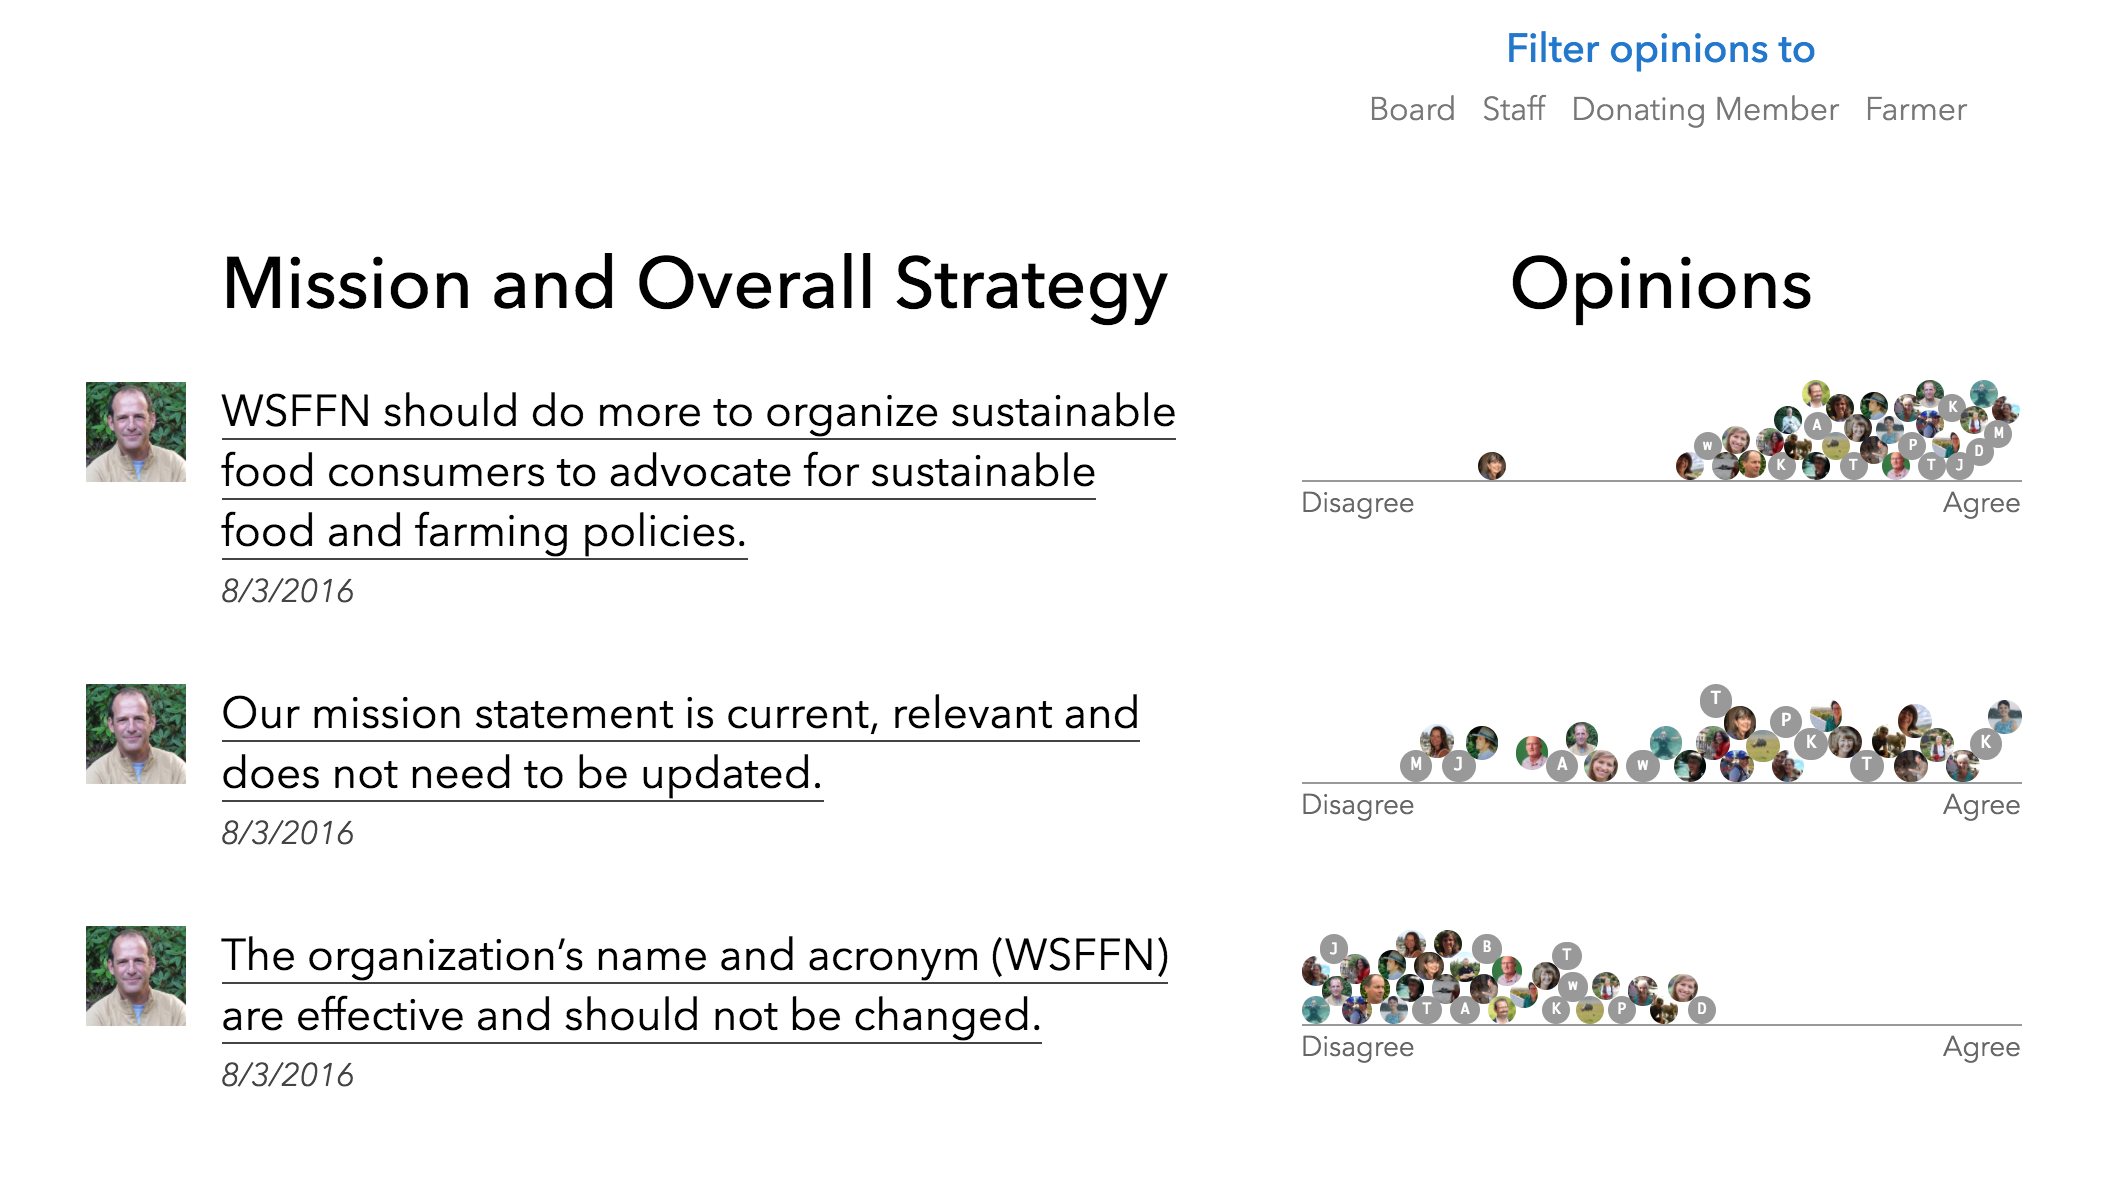 Filter opinions to
Board Staff Donating Member Farmer
Mission and Overall Strategy
Opinions
WSFFN should do more to organize sustainable
food consumers to advocate for sustainable
food and farming policies.
8/3/2016
w A K K T P T J D M
Disagree Agree
Our mission statement is current, relevant and
does not need to be updated.
8/3/2016
M J A w T P K T K
Disagree Agree
The organization’s name and acronym (WSFFN)
are effective and should not be changed.
8/3/2016
J B T w T A K P D
Disagree Agree